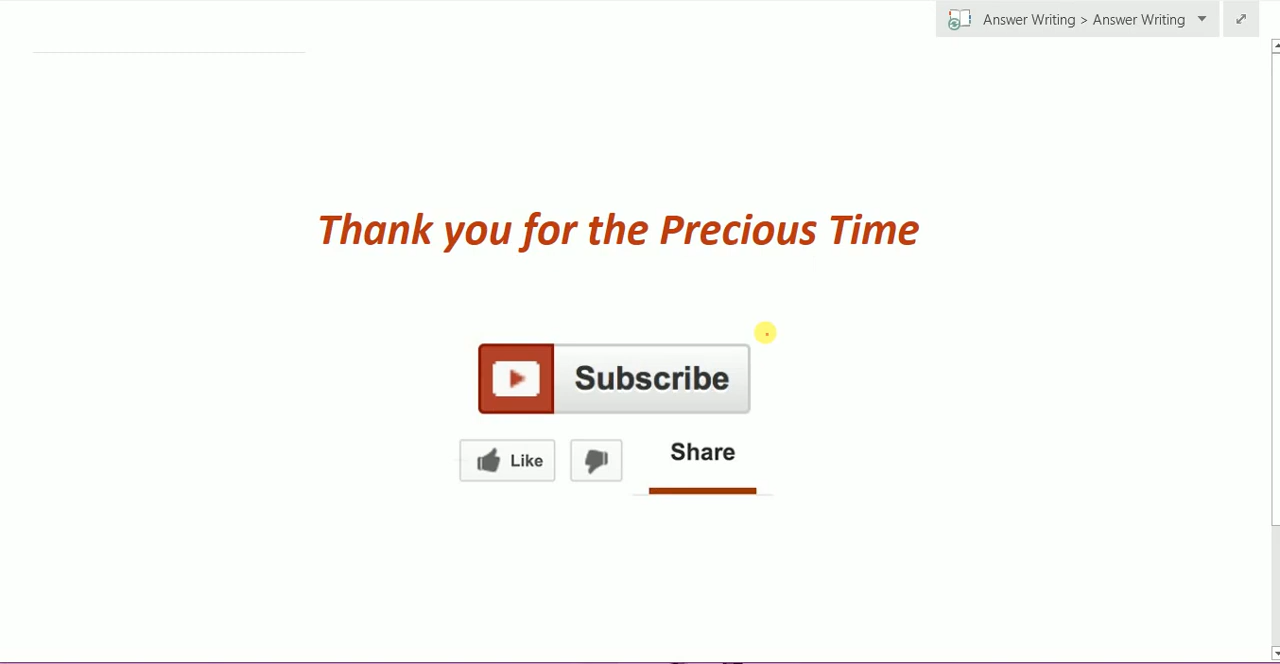 Answer Writing > Answer Writing
Thank you for the Precious Time
Subscribe
Like
Share